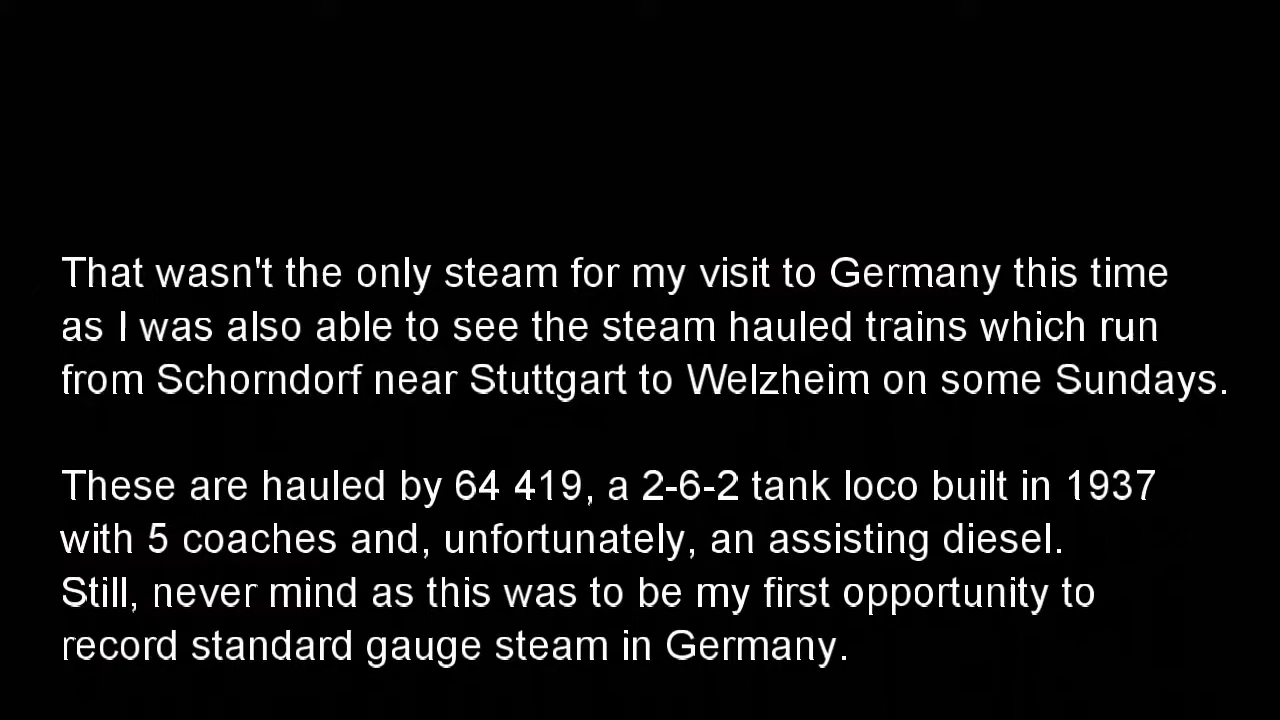 That wasn't the only steam for my visit to Germany this time
as I was also able to see the steam hauled trains which run
from Schorndorf near Stuttgart to Welzheim on some Sundays.
These are hauled by 64 419, a 2-6-2 tank loco built in 1937
with 5 coaches and, unfortunately, an assisting diesel.
Still, never mind as this was to be my first opportunity to
record standard gauge steam in Germany.